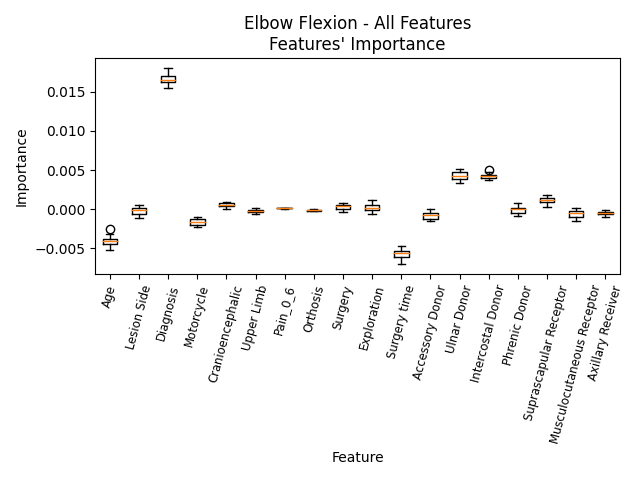 Elbow Flexion - All Features
Features' Importance
Importance
0.015
0.010
0.005
0.000
−0.005
Age
Lesion Side
Diagnosis
Motorcycle
Cranioencephalic
Upper Limb
Pain_0_6
Orthosis
Surgery
Exploration
Surgery time
Accessory Donor
Ulnar Donor
Intercostal Donor
Phrenic Donor
Suprascapular Receptor
Musculocutaneous Receptor
Axillary Receiver
Feature